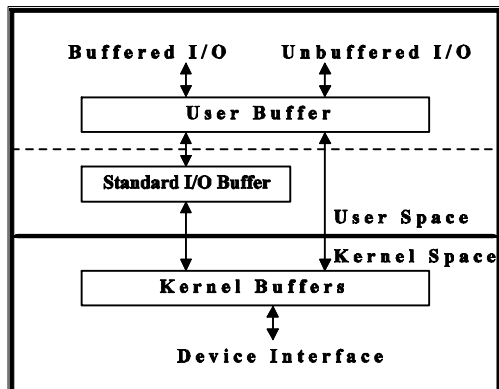 Buffered I/O Unbuffered I/O
User Buffer
Standard I/O Buffer
User Space
Kernel Space
Kernel Buffers
Device Interface